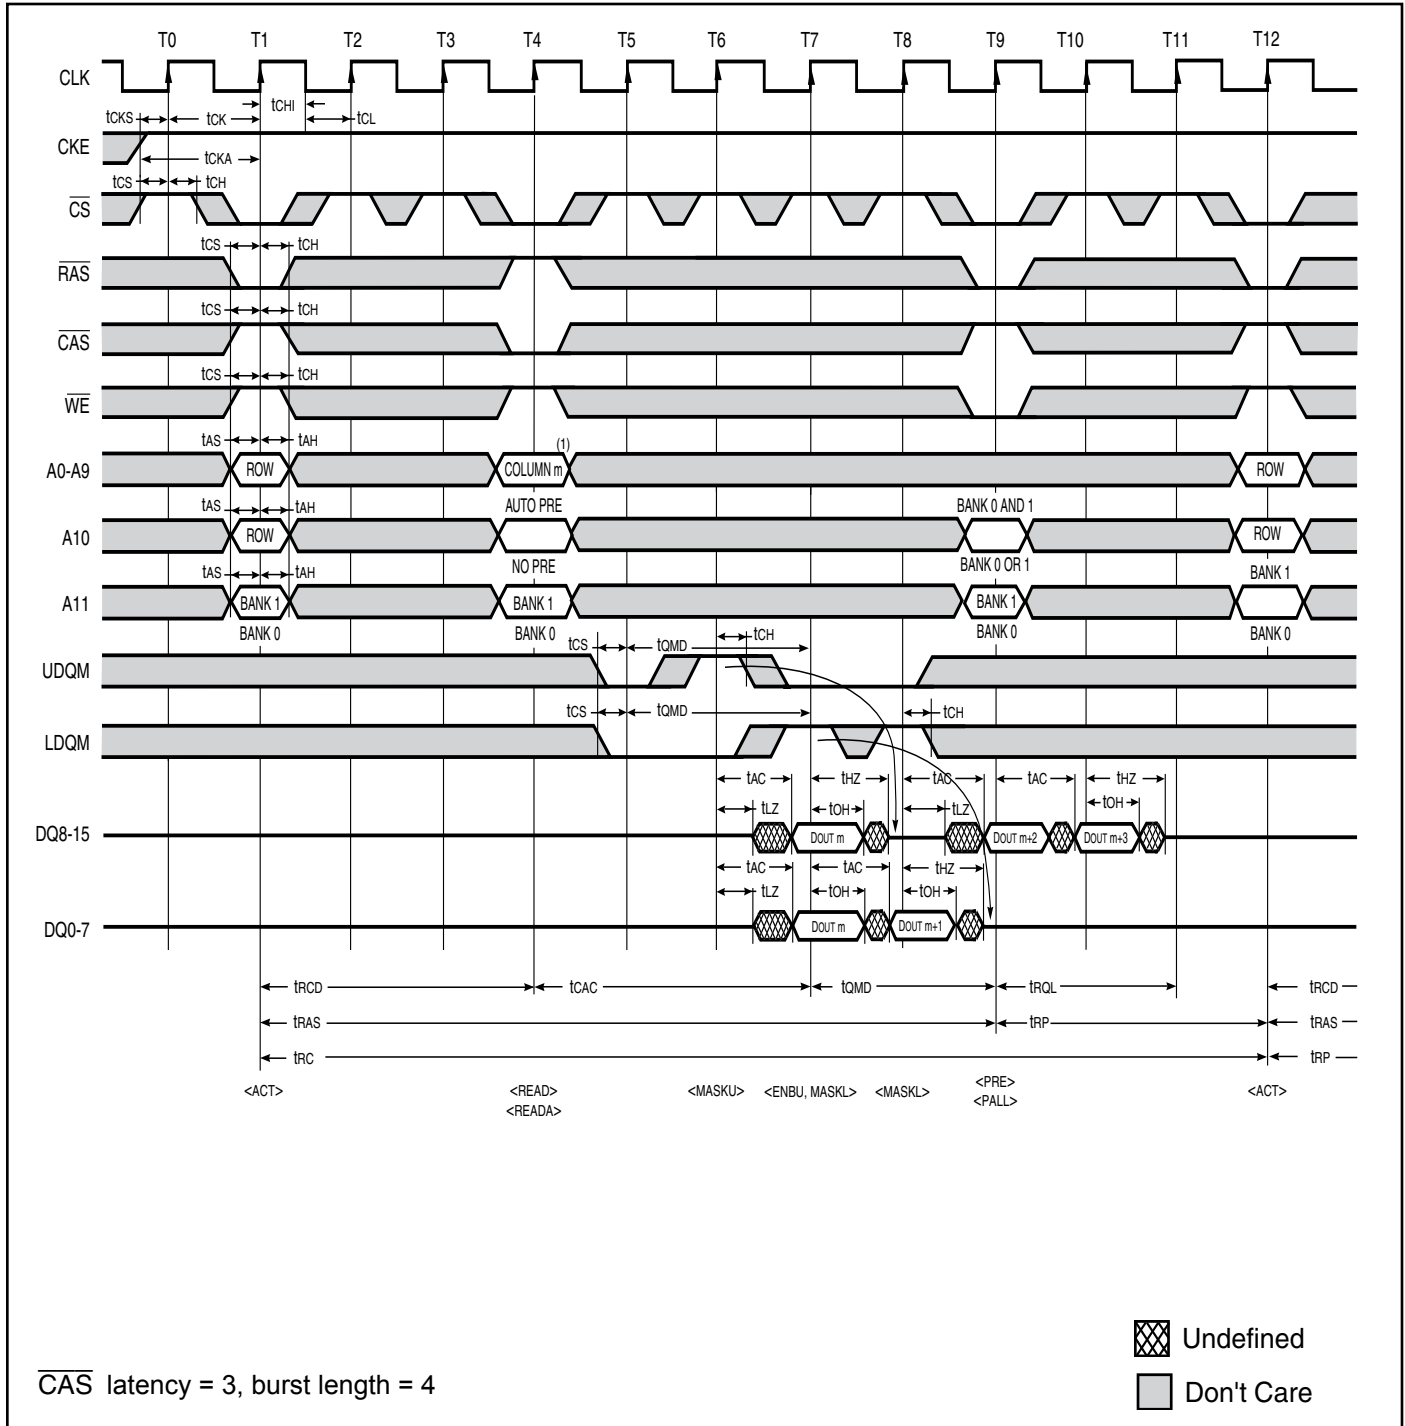 T0 T1 T2 T3 T4 T5 T6 T7 T8 T9 T10 T11 T12
CLK
tCHI
tCKS tCK tCL
CKE
tCKA
tCS tCH
CS
tCS tCH
RAS
tCS tCH
CAS
tCS tCH
WE
tAS tAH (1)
A0-A9 ROW COLUMN m ROW
tAS tAH AUTO PRE BANK 0 AND 1
A10 ROW ROW
tAS tAH NO PRE BANK 0 OR 1 BANK 1
A11 BANK 1 BANK 1 BANK 1
BANK 0 BANK 0 BANK 0 BANK 0
tCS tQMD tCH
UDQM
tCS tQMD tCH
LDQM
tAC tHZ tAC tAC tHZ
tLZ tOH tLZ tOH
DQ8-15 DOUT m DOUT m+2 DOUT m+3
tAC tAC tHZ
tLZ tOH tOH
DQ0-7 DOUT m DOUT m+1
tRCD tCAC tQMD tRQL tRCD
tRAS tRP tRAS
tRC tRP
<ACT> <READ> <MASKU> <ENBU, MASKL> <MASKL> <PRE> <ACT>
<READA> <PALL>
Undefined
CAS latency = 3, burst length = 4
Don't Care